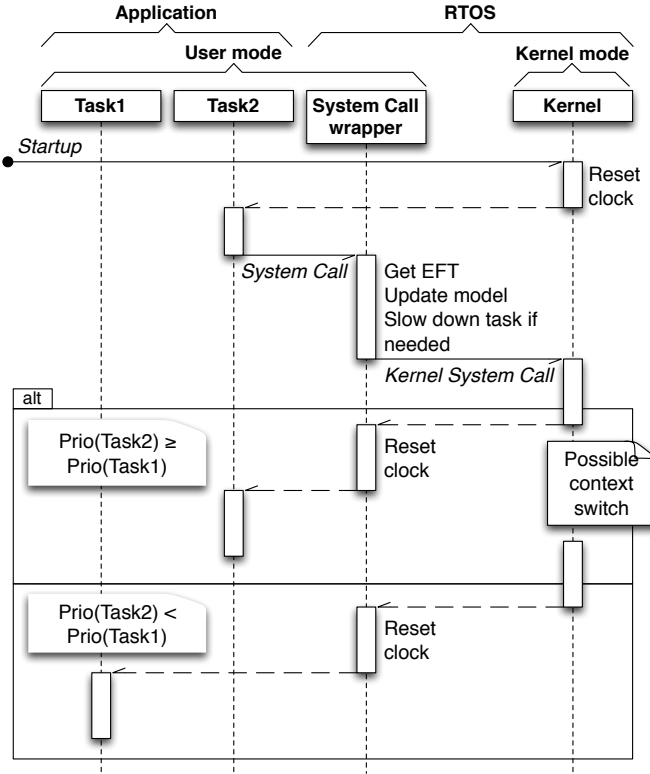 Application
RTOS
User mode
Kernel mode
Task1
Task2
System Call
wrapper
Kernel
Startup
Reset
clock
System Call
Get EFT
Update model
Slow down task if
needed
Kernel System Call
alt
Prio(Task2) ≥
Prio(Task1)
Reset
clock
Possible
context
switch
Prio(Task2) <
Prio(Task1)
Reset
clock